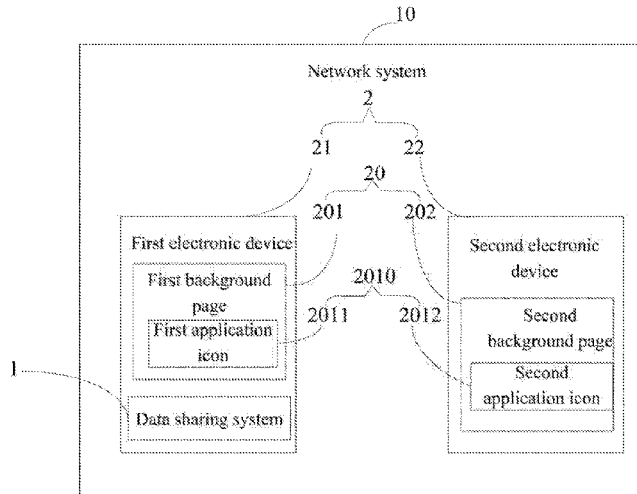 10
Network system
2
21
22
20
201
202
First electronic device
Second electronic
device
First background
page
2010
2011
2012
First application
icon
Second
background page
1
Second
application icon
Data sharing system